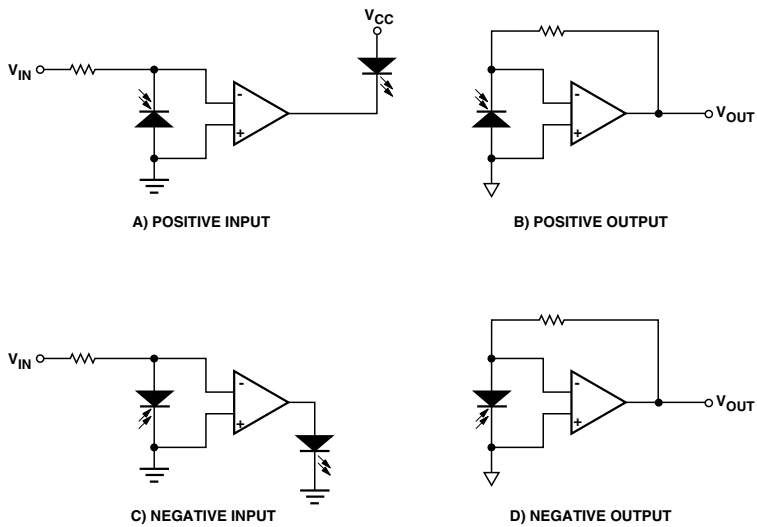 VCC
VIN
-
+
A) POSITIVE INPUT
-
+
VOUT
B) POSITIVE OUTPUT
VIN
-
+
C) NEGATIVE INPUT
-
+
VOUT
D) NEGATIVE OUTPUT